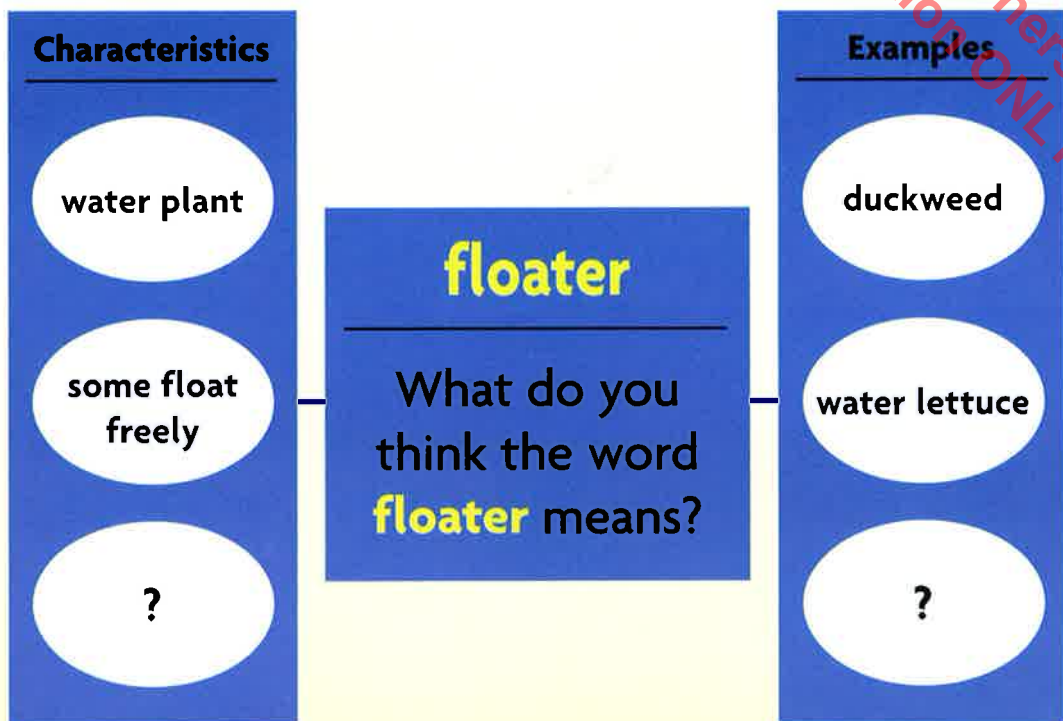 Characteristics
water plant
some float
freely
?
floater
What do you
think the word
floater means?
Examples
duckweed
water lettuce
?
ONLY